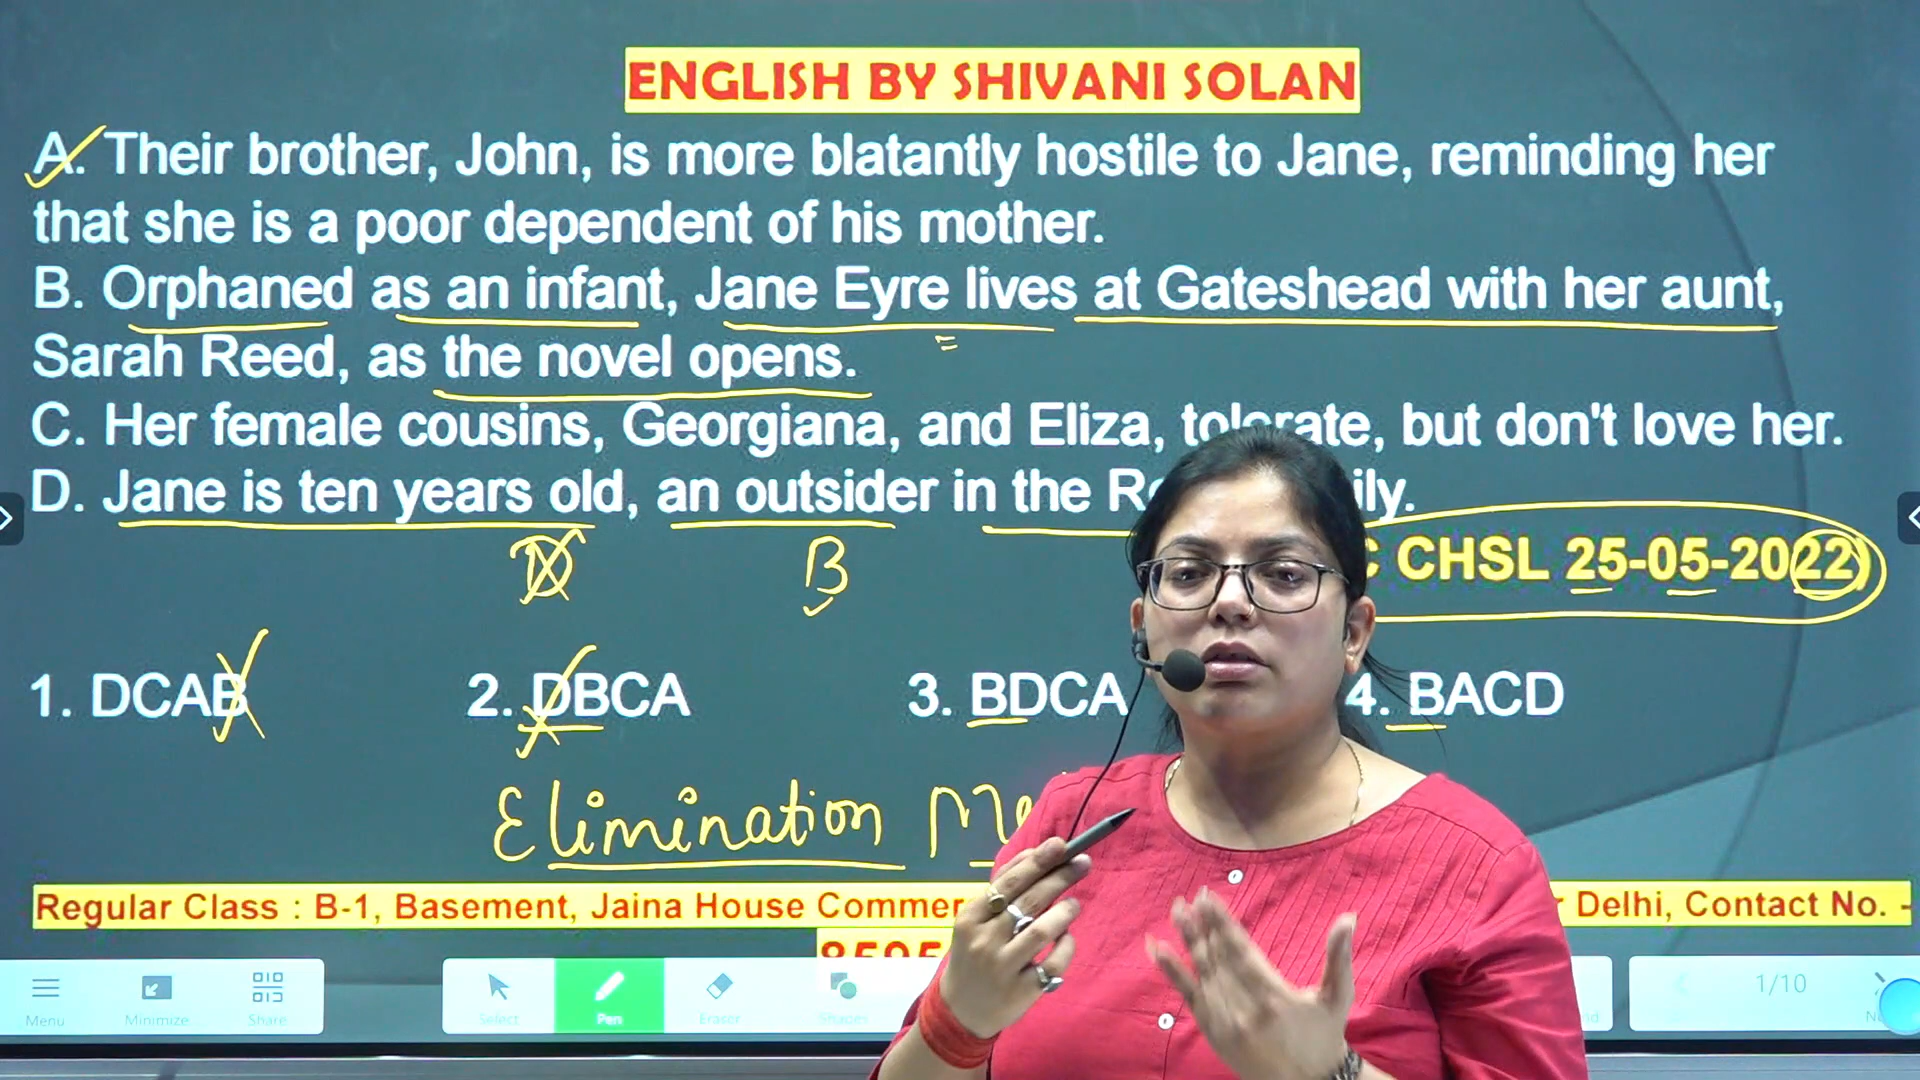 ENGLISH BY SHIVANI SOLAN
A. Their brother, John, is more blatantly hostile to Jane, reminding her
that she is a poor dependent of his mother.
B. Orphaned as an infant, Jane Eyre lives at Gateshead with her aunt,
Sarah Reed, as the novel opens.
C. Her female cousins, Georgiana, and Eliza, tolerate, but don't love her.
D. Jane is ten years old, an outsider in the
CHSL 25-05-2022)
D B
1. DCAB 2. DBCA 3. BDCA 4. BACD
Elimination
Regular Class : B-1, Basement, Jaina House Delhi, Contact No. -
Menu Minimize Share Select Pen Eraser Shapes 1/10